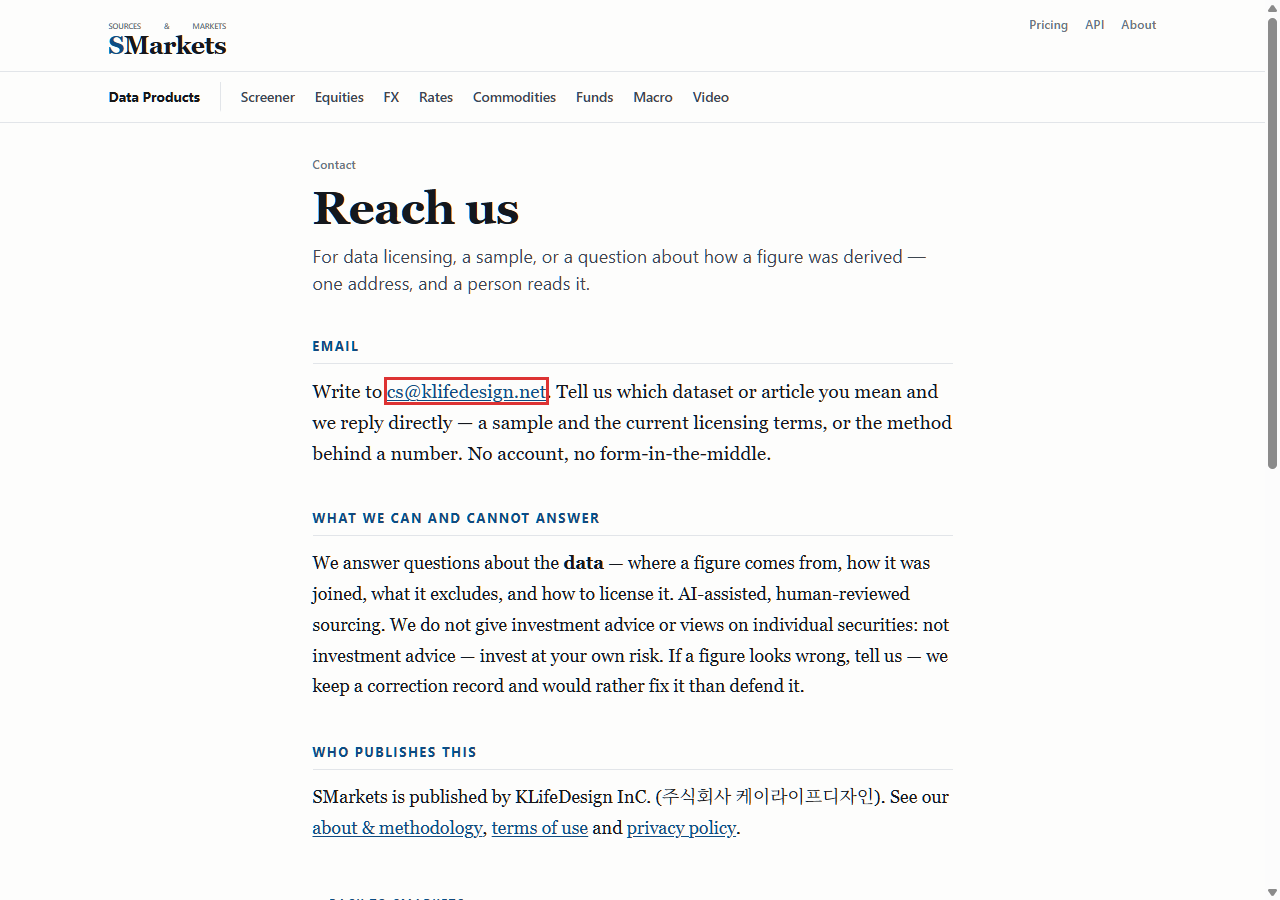 SOURCES & MARKETS
SMarkets
Pricing API About
Data Products Screener Equities FX Rates Commodities Funds Macro Video
Contact
Reach us
For data licensing, a sample, or a question about how a figure was derived —
one address, and a person reads it.
EMAIL
Write to cs@klifedesign.net. Tell us which dataset or article you mean and
we reply directly — a sample and the current licensing terms, or the method
behind a number. No account, no form-in-the-middle.
WHAT WE CAN AND CANNOT ANSWER
We answer questions about the data — where a figure comes from, how it was
joined, what it excludes, and how to license it. AI-assisted, human-reviewed
sourcing. We do not give investment advice or views on individual securities: not
investment advice — invest at your own risk. If a figure looks wrong, tell us — we
keep a correction record and would rather fix it than defend it.
WHO PUBLISHES THIS
SMarkets is published by KLifeDesign InC. (주식회사 케이라이프디자인). See our
about & methodology, terms of use and privacy policy.